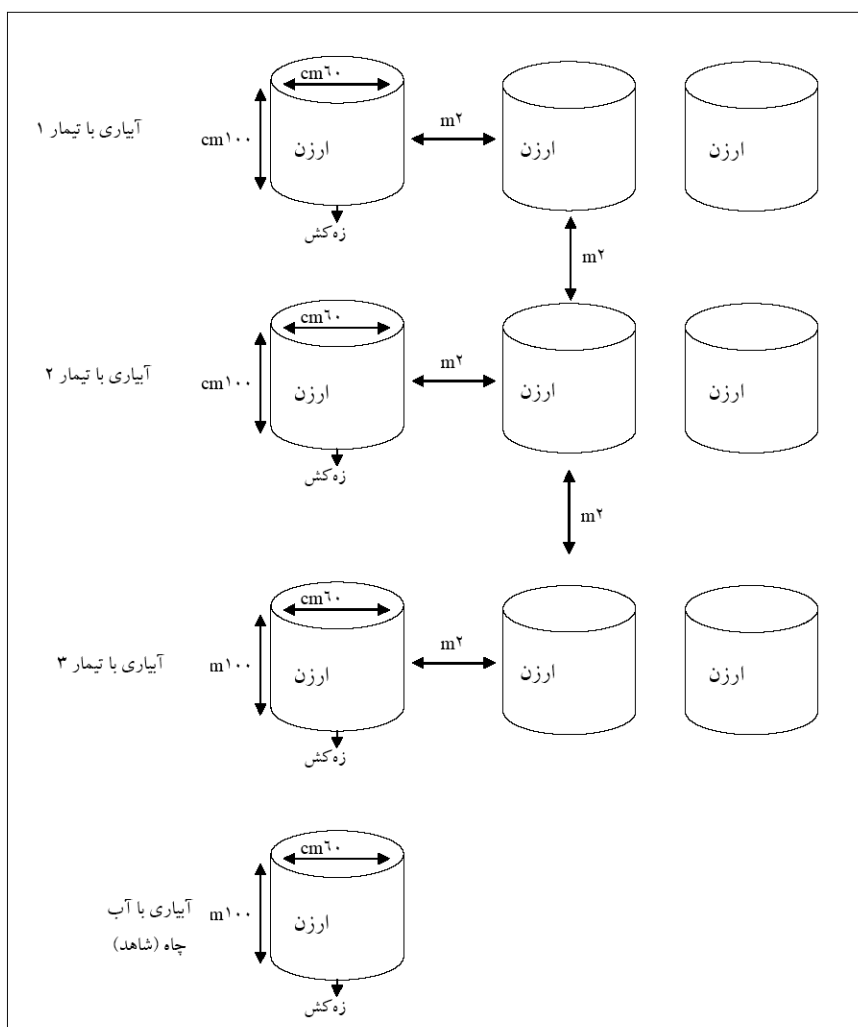 cm۶۰
آبیاری با تیمار ۱
cm۱۰۰
ارزن
m۲
ارزن
ارزن
زه‌کش
m۲
cm۶۰
آبیاری با تیمار ۲
cm۱۰۰
ارزن
m۲
ارزن
ارزن
زه‌کش
m۲
cm۶۰
آبیاری با تیمار ۳
m۱۰۰
ارزن
m۲
ارزن
ارزن
زه‌کش
cm۶۰
آبیاری با آب
چاه (شاهد)
m۱۰۰
ارزن
زه‌کش